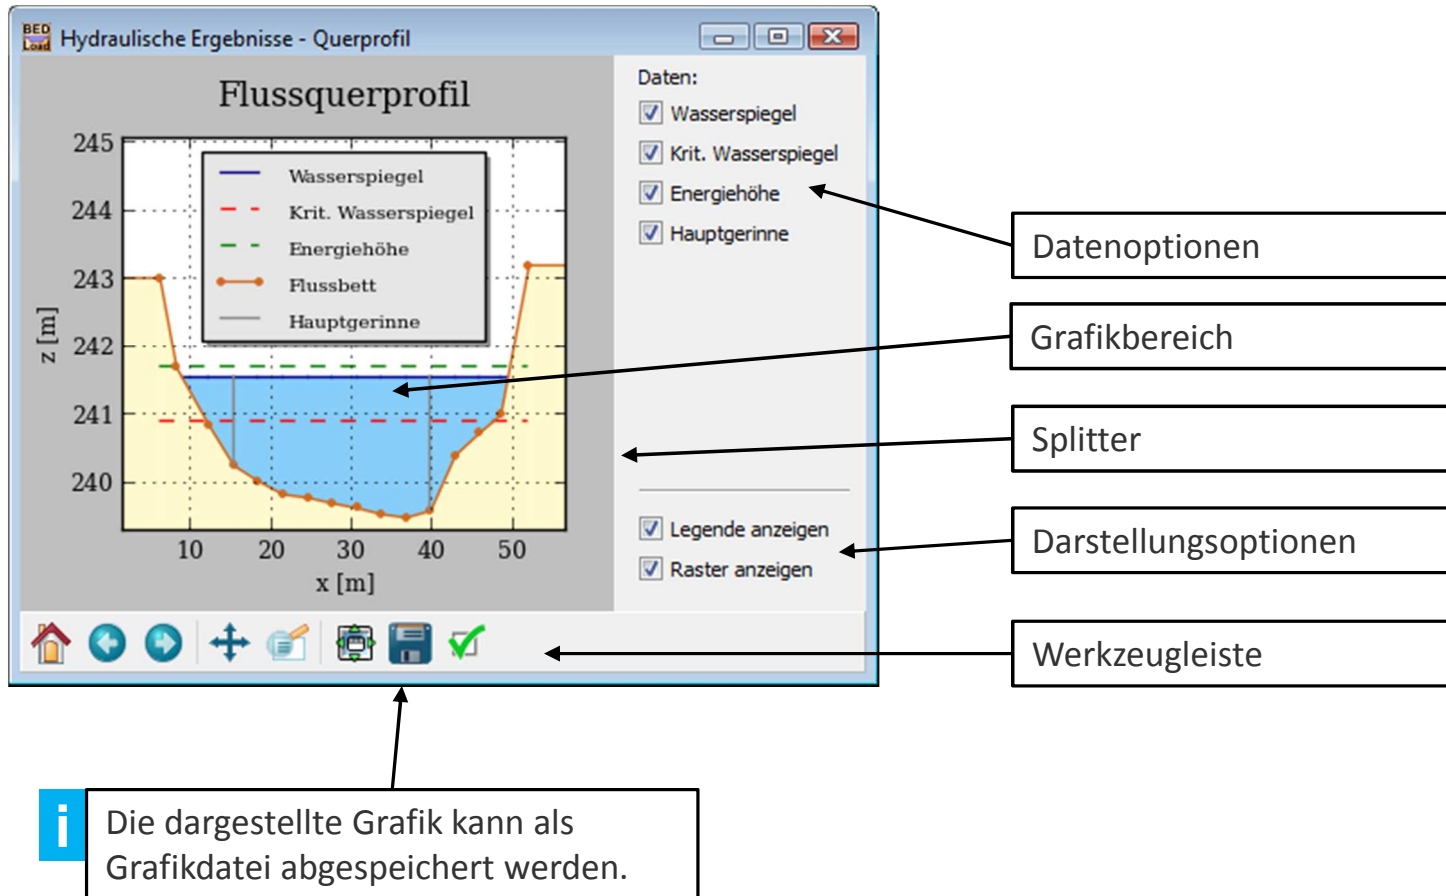 BED
Load
Hydraulische Ergebnisse - Querprofil
Flussquerprofil
245
244
243
242
241
240
z [m]
10 20 30 40 50
x [m]
Wasserspiegel
Krit. Wasserspiegel
Energiehöhe
Flussbett
Hauptgerinne
Daten:
Wasserspiegel
Krit. Wasserspiegel
Energiehöhe
Hauptgerinne
Legende anzeigen
Raster anzeigen
Datenoptionen
Grafikbereich
Splitter
Darstellungsoptionen
Werkzeugleiste
i
Die dargestellte Grafik kann als
Grafikdatei abgespeichert werden.